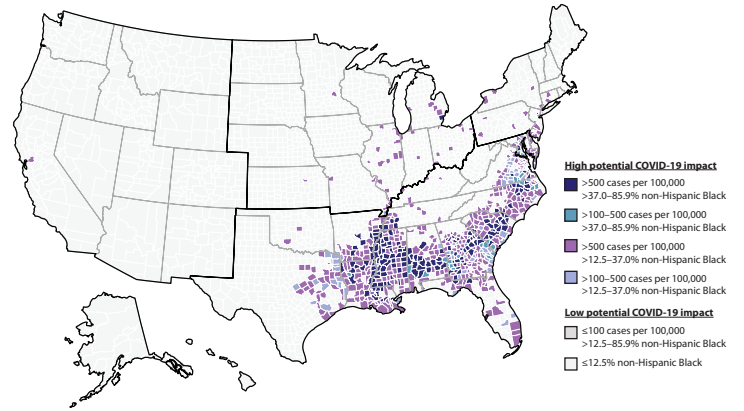 High potential COVID-19 impact
>500 cases per 100,000
>37.0–85.9% non-Hispanic Black
>100–500 cases per 100,000
>37.0–85.9% non-Hispanic Black
>500 cases per 100,000
>12.5–37.0% non-Hispanic Black
>100–500 cases per 100,000
>12.5–37.0% non-Hispanic Black
Low potential COVID-19 impact
≤100 cases per 100,000
>12.5–85.9% non-Hispanic Black
≤12.5% non-Hispanic Black